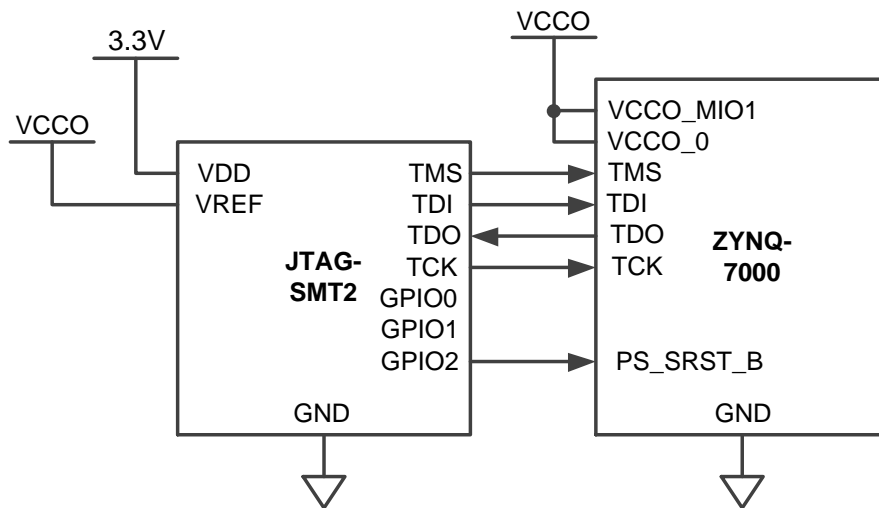 VCCO
3.3V
VCCO
VCCO_MIO1
VCCO_0
VDD
TMS
TMS
VREF
TDI
TDI
TDO
TDO
ZYNQ-
7000
JTAG-
SMT2
TCK
TCK
GPIO0
GPIO1
GPIO2
PS_SRST_B
GND
GND